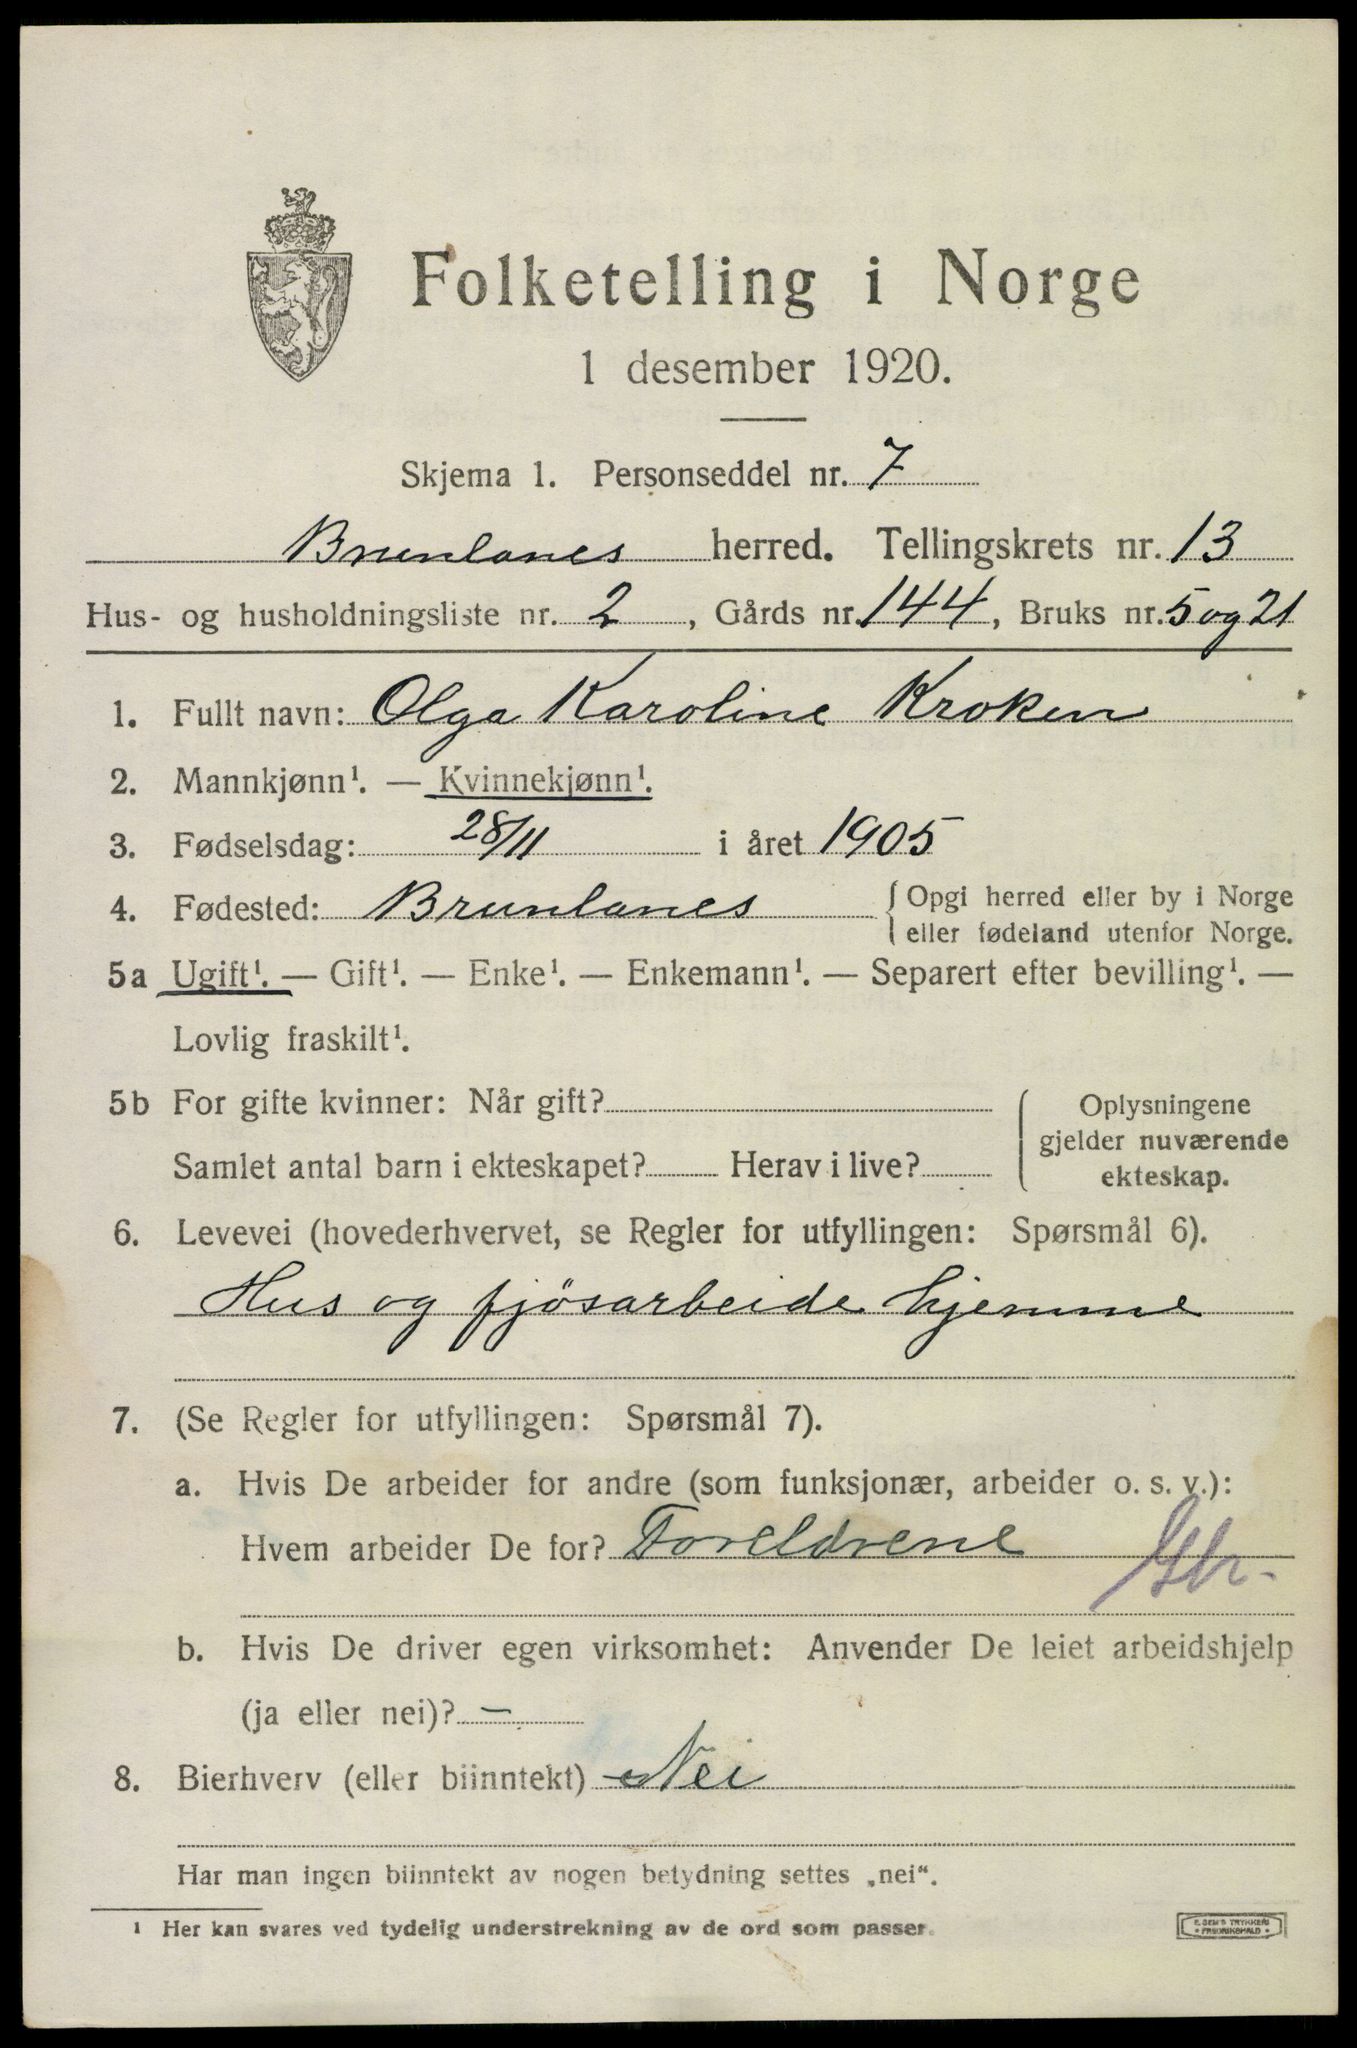 Folketelling i Norge
1 desember 1920.
Skjema 1. Personseddel nr. 7
Brunlanes herred. Tellingskrets nr. 13
Hus- og husholdningsliste nr. 2, Gårds nr. 144, Bruks nr. 5 og 21
1. Fullt navn: Olga Karoline Kroken
2. Mannkjønn¹. — Kvinnekjønn¹.
3. Fødselsdag: 28/11 i året 1905
4. Fødested: Brunlanes { Opgi herred eller by i Norge
eller fødeland utenfor Norge.
5a Ugift¹. — Gift¹. — Enke¹. — Enkemann¹. — Separert efter bevilling¹. —
Lovlig fraskilt¹.
5b For gifte kvinner: Når gift?
Samlet antal barn i ekteskapet? Herav i live?
Oplysningene
gjelder nuværende
ekteskap.
6. Levevei (hovederhvervet, se Regler for utfyllingen: Spørsmål 6).
Hus og fjösarbeide hjemme
7. (Se Regler for utfyllingen: Spørsmål 7).
a. Hvis De arbeider for andre (som funksjonær, arbeider o. s. v.):
Hvem arbeider De for? Foreldrene
b. Hvis De driver egen virksomhet: Anvender De leiet arbeidshjelp
(ja eller nei)? —
8. Bierhverv (eller biinntekt) Nei
Har man ingen biinntekt av nogen betydning settes „nei".
¹ Her kan svares ved tydelig understrekning av de ord som passer.
E. SEM'S TRYKKERI
• FREDRIKSHALD •